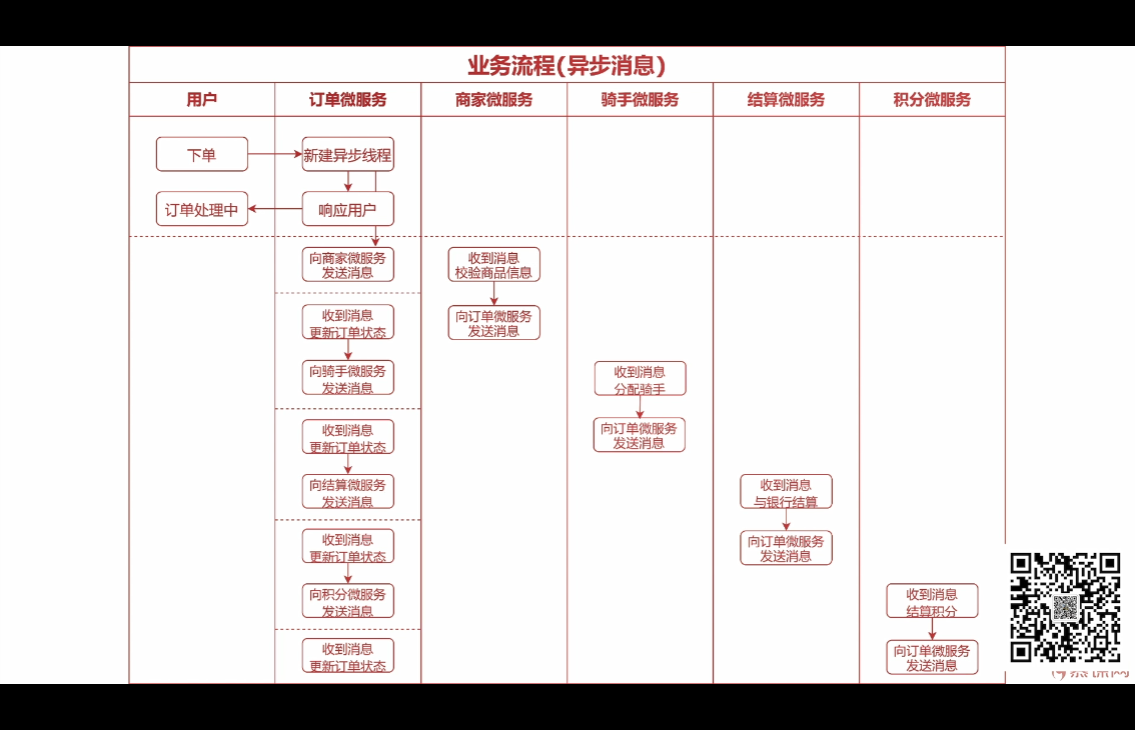 业务流程(异步消息)
用户
订单微服务
商家微服务
骑手微服务
结算微服务
积分微服务
下单
新建异步线程
订单处理中
响应用户
向商家微服务
发送消息
收到消息
校验商品信息
向订单微服务
发送消息
收到消息
更新订单状态
向骑手微服务
发送消息
收到消息
分配骑手
向订单微服务
发送消息
收到消息
更新订单状态
向结算微服务
发送消息
收到消息
与银行结算
向订单微服务
发送消息
收到消息
更新订单状态
向积分微服务
发送消息
收到消息
结算积分
向订单微服务
发送消息
收到消息
更新订单状态